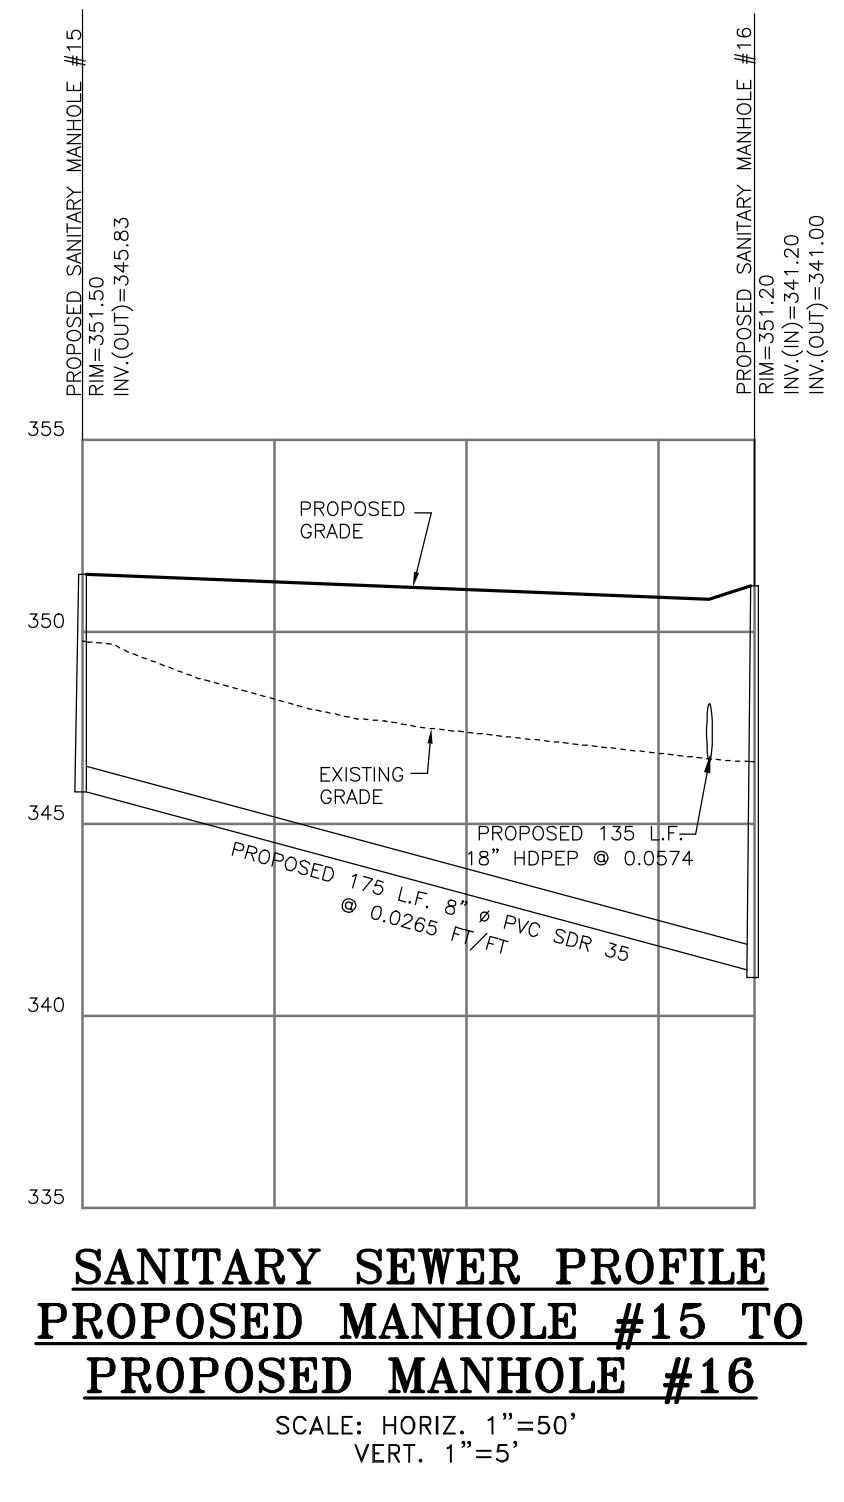 PROPOSED SANITARY MANHOLE #15
RIM=351.50
INV.(OUT)=345.83
PROPOSED SANITARY MANHOLE #16
RIM=351.20
INV.(IN)=341.20
INV.(OUT)=341.00
355
PROPOSED
GRADE
350
EXISTING
GRADE
345
PROPOSED 135 L.F.
18" HDPEP @ 0.0574
PROPOSED 175 L.F. 8" ø PVC SDR 35
@ 0.0265 FT/FT
340
335
SANITARY SEWER PROFILE
PROPOSED MANHOLE #15 TO
PROPOSED MANHOLE #16
SCALE: HORIZ. 1"=50'
VERT. 1"=5'